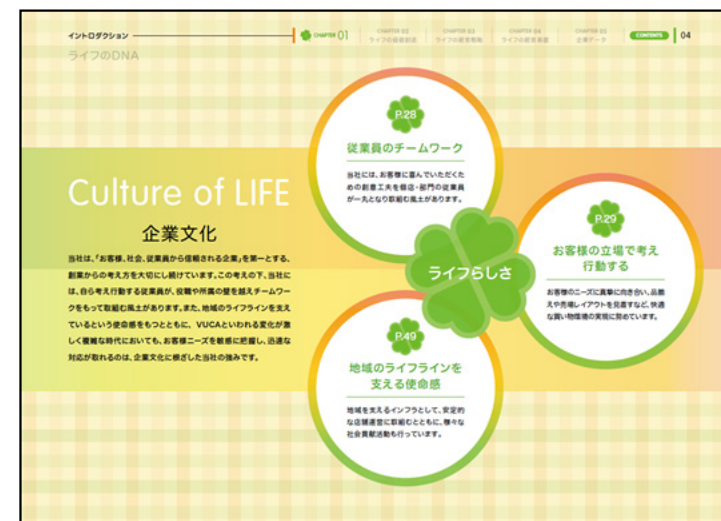 イントロダクション
CHAPTER 01
CHAPTER 02
CHAPTER 03
CHAPTER 04
CHAPTER 05
企業データ
CONTENTS
04
ライフのDNA
Culture of LIFE
企業文化
当社は、「お客様、社会、従業員から信頼される企業」を第一とする、
創業からの考え方を大切にし続けています。この考えの下、当社に
は、自ら考え行動する従業員が、役職や所属の壁を越えチームワー
クをもって取組む風土があります。また、地域のライフラインを支え
ているという使命感をもつとともに、VUCAといわれる変化が激
しく複雑な時代においても、お客様ニーズを敏感に把握し、迅速な
対応が取れるのは、企業文化に根ざした当社の強みです。
P.28
従業員のチームワーク
当社には、お客様に喜んでいただくた
めの創意工夫を個店・部門の従業員
が一丸となり取組む風土があります。
ライフらしさ
P.29
お客様の立場で考え
行動する
お客様のニーズに真摯に向き合い、品揃
えや売場レイアウトを見直すなど、快適
な買い物環境の実現に努めています。
P.49
地域のライフラインを
支える使命感
地域を支えるインフラとして、安定的
な店舗運営に取組むとともに、様々な
社会貢献活動も行っています。